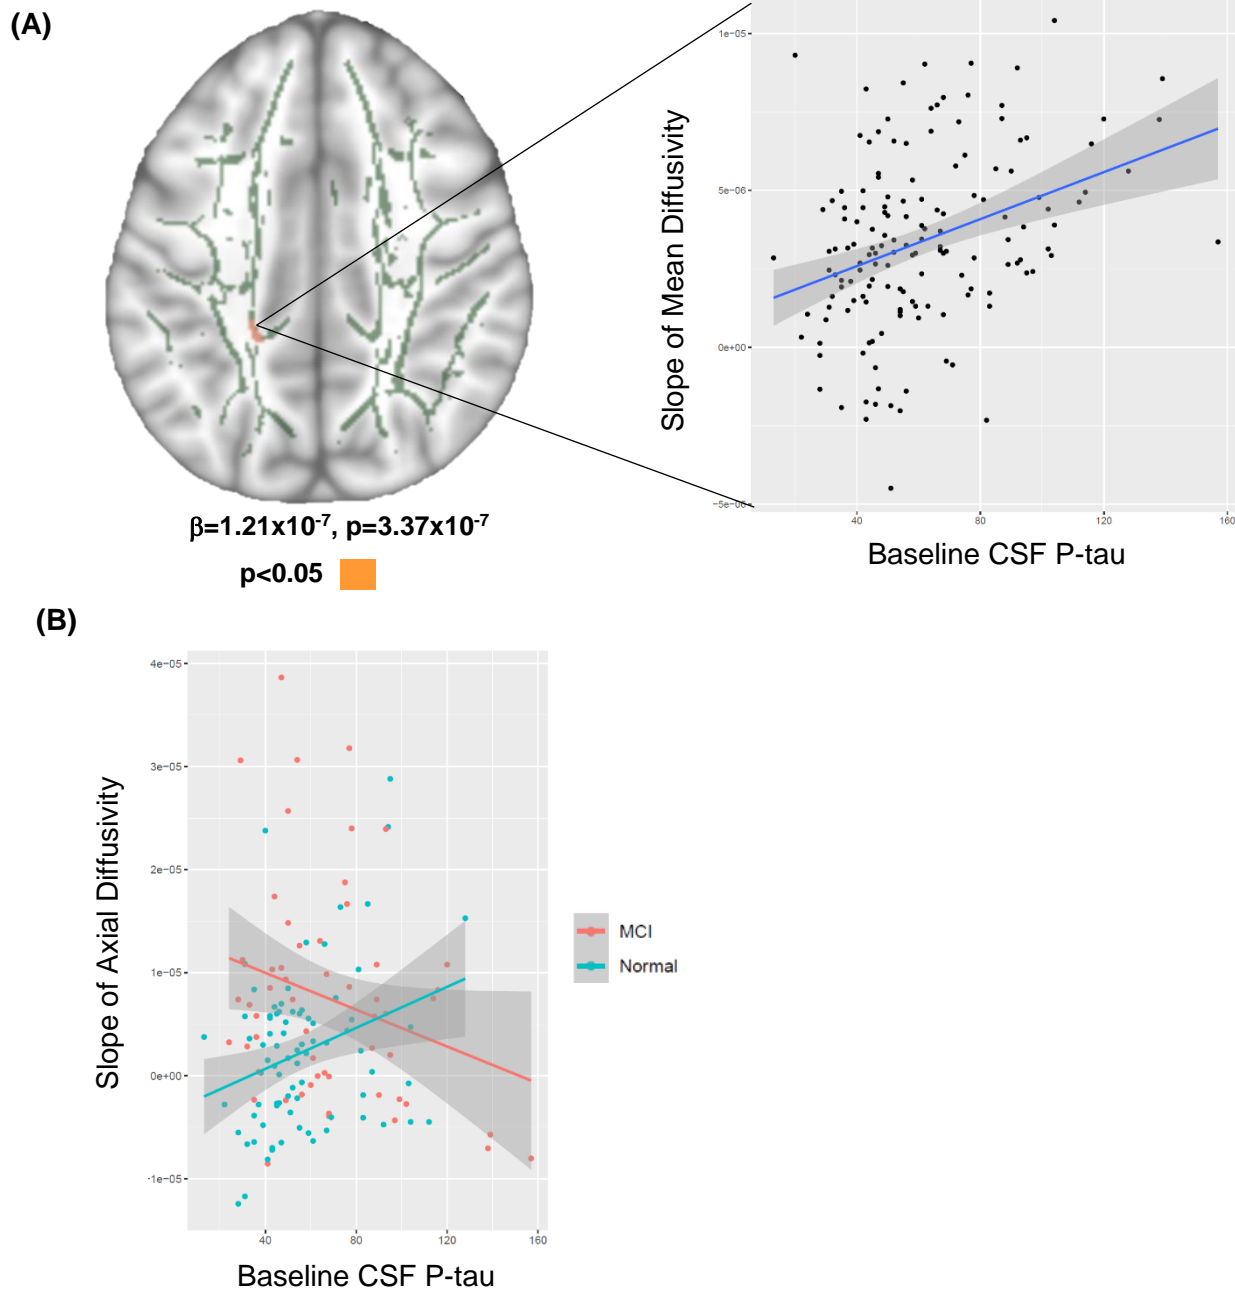 (A)
β=1.21x10⁻⁷, p=3.37x10⁻⁷
p<0.05
Slope of Mean Diffusivity
1e−05
5e−06
0e+00
−5e−06
40 80 120 160
Baseline CSF P-tau
(B)
Slope of Axial Diffusivity
4e−05
3e−05
2e−05
1e−05
0e+00
-1e−05
40 80 120 160
Baseline CSF P-tau
MCI
Normal